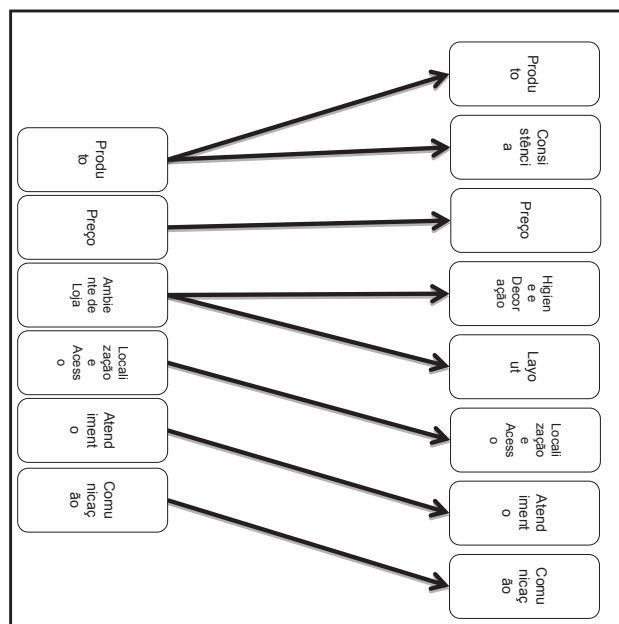 Produ
to
Preço
Ambie
nte de
Loja
Locali
zação
e
Acess
o
Atend
iment
o
Comu
nicaç
ão
Produ
to
Consi
stênci
a
Preço
Higien
e e
Decor
ação
Layo
ut
Locali
zação
e
Acess
o
Atend
iment
o
Comu
nicaç
ão